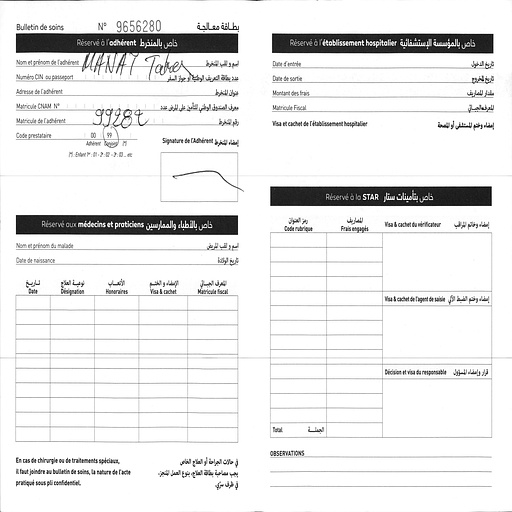 Bulletin de soins N° 9656280 بطاقة معالجة
Réservé à l'adhérent خاص بالمنخرط
Nom et prénom de l'adhérent MANAI Taher اسم و لقب المنخرط
Numéro CIN ou passeport عدد بطاقة التعريف الوطنية أو جواز السفر
Adresse de l'adhérent عنوان المنخرط
Matricule CNAM N° معرف الصندوق الوطني للتأمين على المرض عدد
Matricule de l'adhérent رقم المنخرط
Code prestataire 00 99
Adhérent Conjoint (*)
(*) : Enfant 1er : 01 - 2e : 02 - 3e : 03 ... etc
Signature de l'Adhérent إمضاء المنخرط
Réservé aux médecins et praticiens خاص بالأطباء والممارسين
Nom et prénom du malade اسم و لقب المريض
Date de naissance تاريخ الولادة
تاريخ نوعية العلاج الأتعاب الإمضاء و الختم المعرف الجبائي
Date Désignation Honoraires Visa & cachet Matricule fiscal
En cas de chirurgie ou de traitements spéciaux,
il faut joindre au bulletin de soins, la nature de l'acte
pratiqué sous pli confidentiel.
في حالات الجراحة أو العلاج الخاص
يجب مصاحبة بطاقة العلاج، بنوع العمل المنجز،
في ظرف سري.
Réservé à l'établissement hospitalier خاص بالمؤسسة الإستشفائية
Date d'entrée تاريخ الدخول
Date de sortie تاريخ الخروج
Montant des frais مقدار المصاريف
Matricule Fiscal المعرف الجبائي
Visa et cachet de l'établissement hospitalier إمضاء وختم المستشفى أو المصحة
Réservé à la STAR خاص بتأمينات ستار
رمز العنوان المصاريف
Code rubrique Frais engagés
Visa & cachet du vérificateur إمضاء وخاتم المراقب
Visa & cachet de l'agent de saisie إمضاء وختم الضبط الآلي
Décision et visa du responsable قرار وإمضاء المسؤول
Total الجملة
OBSERVATIONS